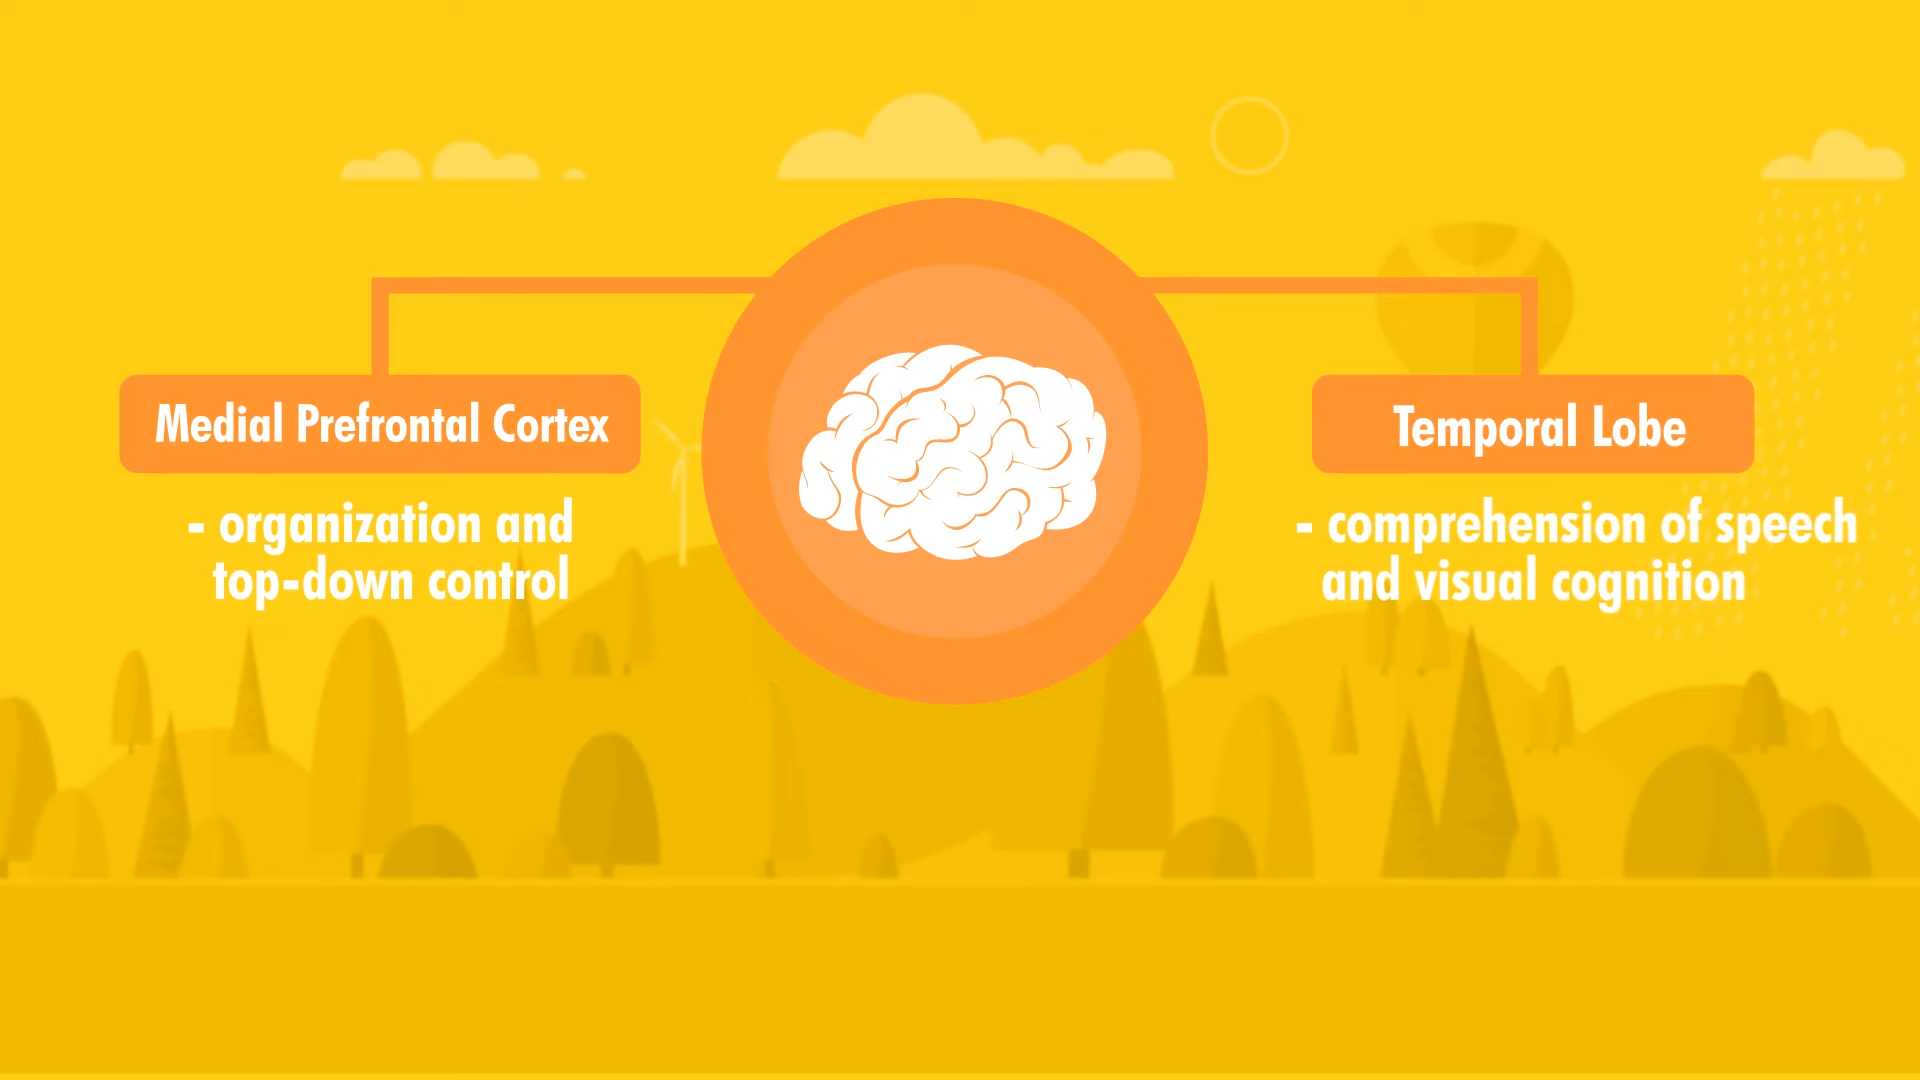 Medial Prefrontal Cortex
- organization and
top-down control
Temporal Lobe
- comprehension of speech
and visual cognition